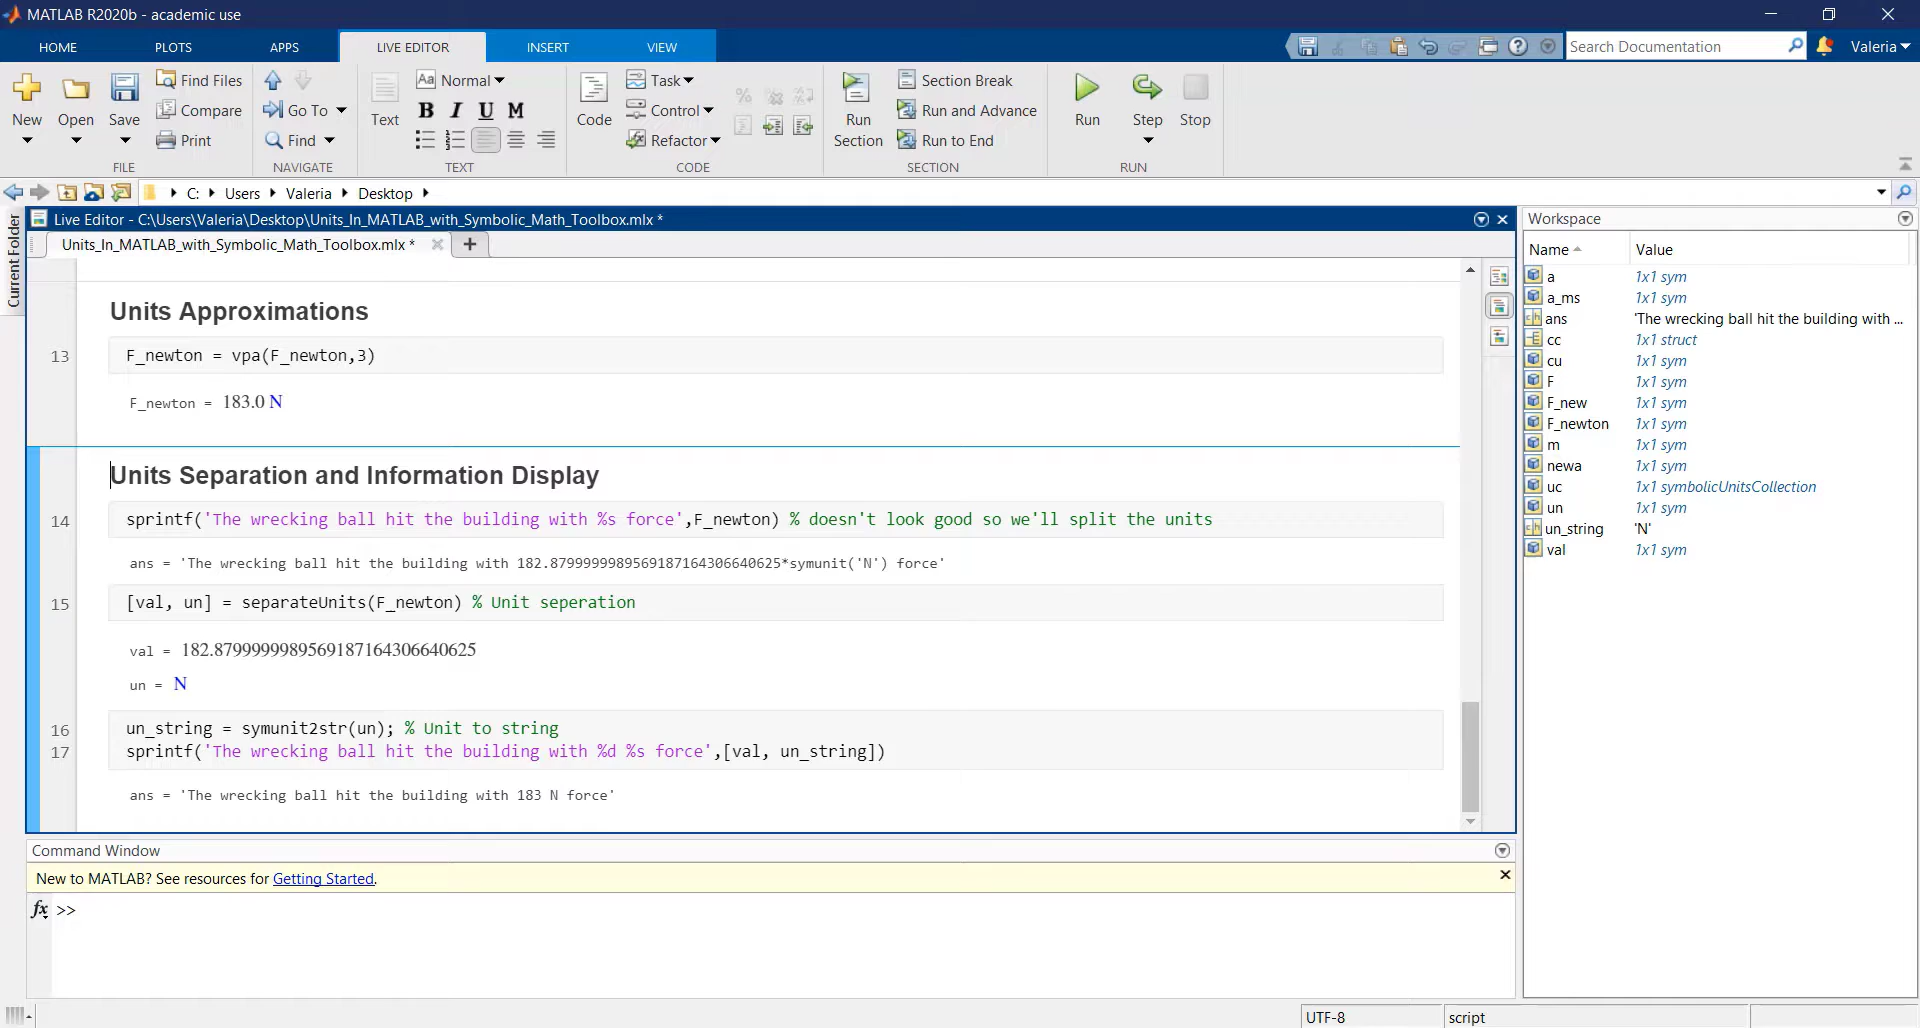 MATLAB R2020b - academic use
HOME PLOTS APPS LIVE EDITOR INSERT VIEW Search Documentation Valeria
New Open Save Find Files Compare Print FILE
Go To Find NAVIGATE
Text Aa Normal B I U M TEXT
Code Task Control Refactor CODE
Run Section Section Break Run and Advance Run to End SECTION
Run Step Stop RUN
C: Users Valeria Desktop
Current Folder
Live Editor - C:\Users\Valeria\Desktop\Units_In_MATLAB_with_Symbolic_Math_Toolbox.mlx *
Units_In_MATLAB_with_Symbolic_Math_Toolbox.mlx *
Units Approximations
13 F_newton = vpa(F_newton,3)
F_newton = 183.0 N
Units Separation and Information Display
14 sprintf('The wrecking ball hit the building with %s force',F_newton) % doesn't look good so we'll split the units
ans = 'The wrecking ball hit the building with 182.8799999989569187164306640625*symunit('N') force'
15 [val, un] = separateUnits(F_newton) % Unit seperation
val = 182.8799999989569187164306640625
un = N
16 un_string = symunit2str(un); % Unit to string
17 sprintf('The wrecking ball hit the building with %d %s force',[val, un_string])
ans = 'The wrecking ball hit the building with 183 N force'
Command Window
New to MATLAB? See resources for Getting Started.
fx >>
Workspace
Name Value
a 1x1 sym
a_ms 1x1 sym
ans 'The wrecking ball hit the building with ...
cc 1x1 struct
cu 1x1 sym
F 1x1 sym
F_new 1x1 sym
F_newton 1x1 sym
m 1x1 sym
newa 1x1 sym
uc 1x1 symbolicUnitsCollection
un 1x1 sym
un_string 'N'
val 1x1 sym
UTF-8 script